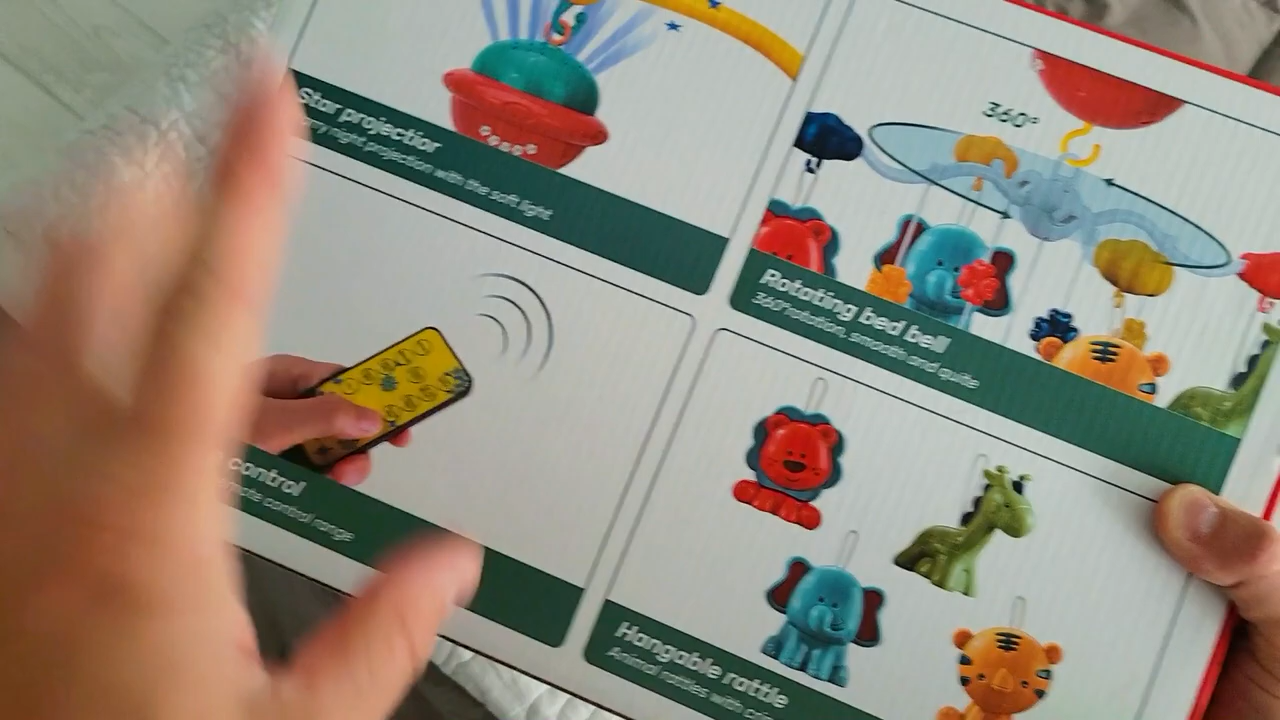 Star projection
night projection with the soft light
360°
Rotating bed bell
360°rotation, smooth and quite
control
control range
Hangable rattle
Animal rattles with